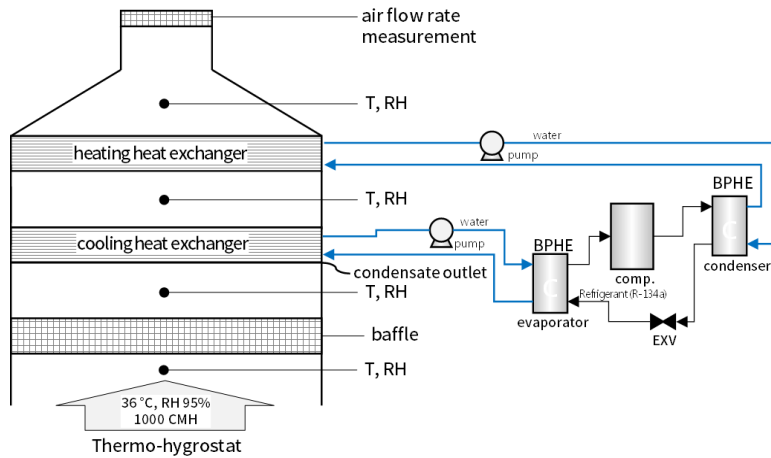 air flow rate
measurement
T, RH
heating heat exchanger
water
pump
T, RH
BPHE
cooling heat exchanger
water
pump
BPHE
C
condenser
comp.
condensate outlet
T, RH
C
Refrigerant (R-134a)
evaporator
EXV
baffle
T, RH
36 °C, RH 95%
1000 CMH
Thermo-hygrostat